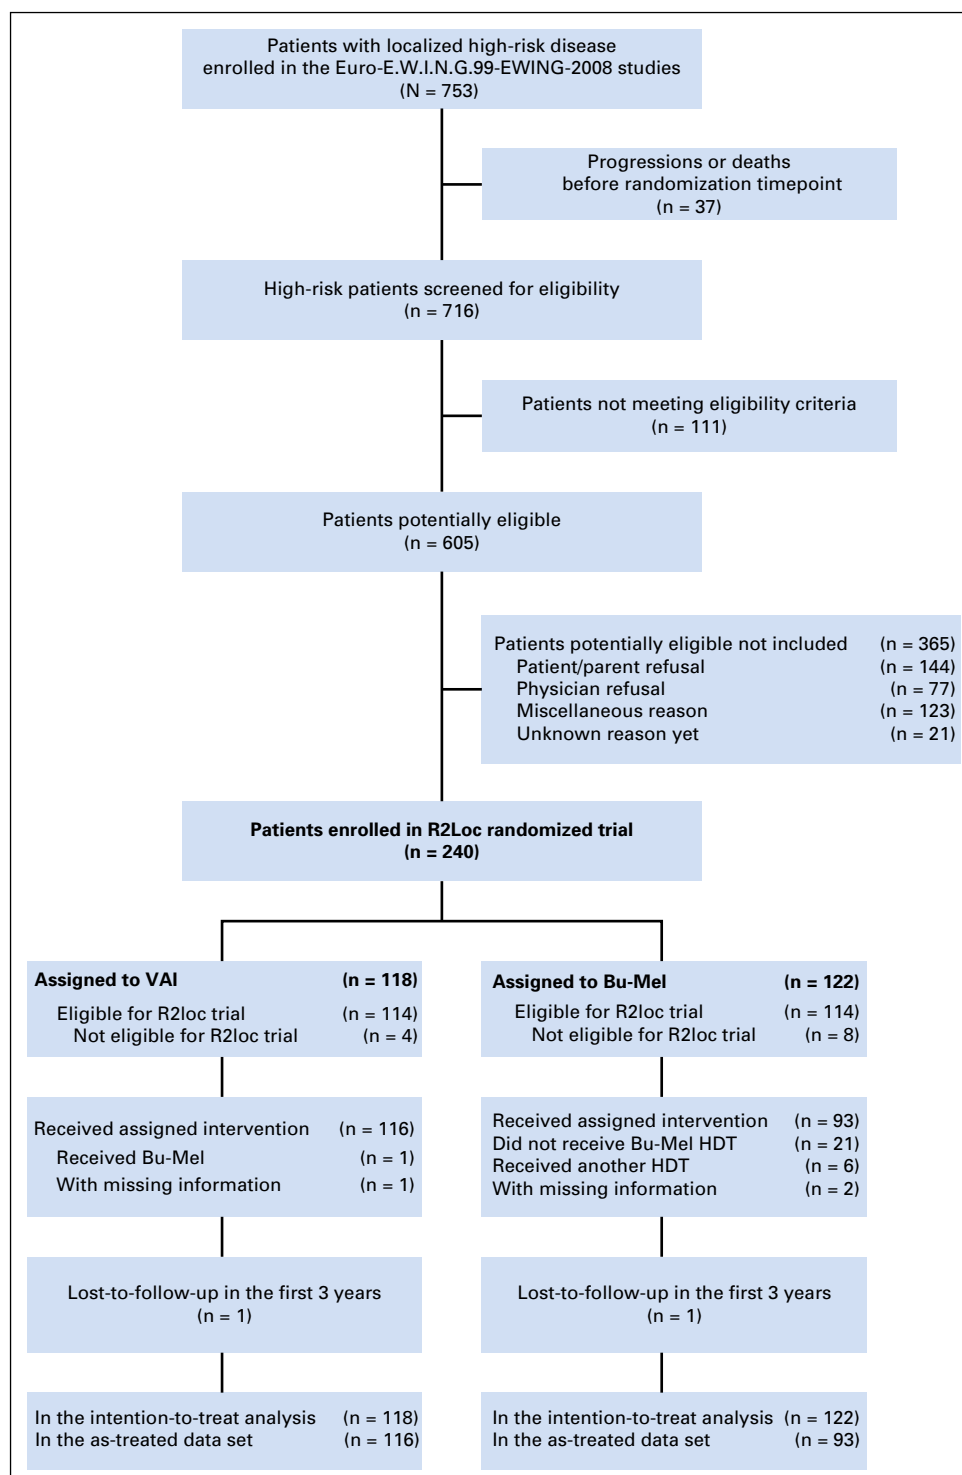 Patients with localized high-risk disease
enrolled in the Euro-E.W.I.N.G.99-EWING-2008 studies
(N = 753)
Progressions or deaths
before randomization timepoint
(n = 37)
High-risk patients screened for eligibility
(n = 716)
Patients not meeting eligibility criteria
(n = 111)
Patients potentially eligible
(n = 605)
Patients potentially eligible not included (n = 365)
Patient/parent refusal (n = 144)
Physician refusal (n = 77)
Miscellaneous reason (n = 123)
Unknown reason yet (n = 21)
Patients enrolled in R2Loc randomized trial
(n = 240)
Assigned to VAI (n = 118)
Eligible for R2loc trial (n = 114)
Not eligible for R2loc trial (n = 4)
Assigned to Bu-Mel (n = 122)
Eligible for R2loc trial (n = 114)
Not eligible for R2loc trial (n = 8)
Received assigned intervention (n = 116)
Received Bu-Mel (n = 1)
With missing information (n = 1)
Received assigned intervention (n = 93)
Did not receive Bu-Mel HDT (n = 21)
Received another HDT (n = 6)
With missing information (n = 2)
Lost-to-follow-up in the first 3 years
(n = 1)
Lost-to-follow-up in the first 3 years
(n = 1)
In the intention-to-treat analysis (n = 118)
In the as-treated data set (n = 116)
In the intention-to-treat analysis (n = 122)
In the as-treated data set (n = 93)